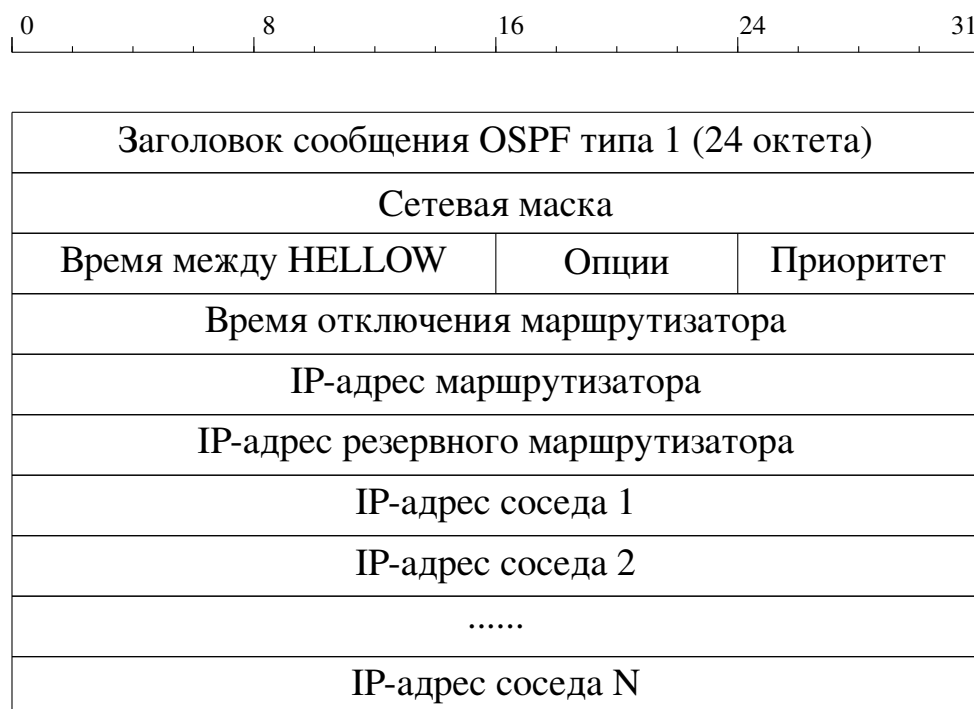 0 8 16 24 31
Заголовок сообщения OSPF типа 1 (24 октета)
Сетевая маска
Время между HELLOW Опции Приоритет
Время отключения маршрутизатора
IP-адрес маршрутизатора
IP-адрес резервного маршрутизатора
IP-адрес соседа 1
IP-адрес соседа 2
......
IP-адрес соседа N